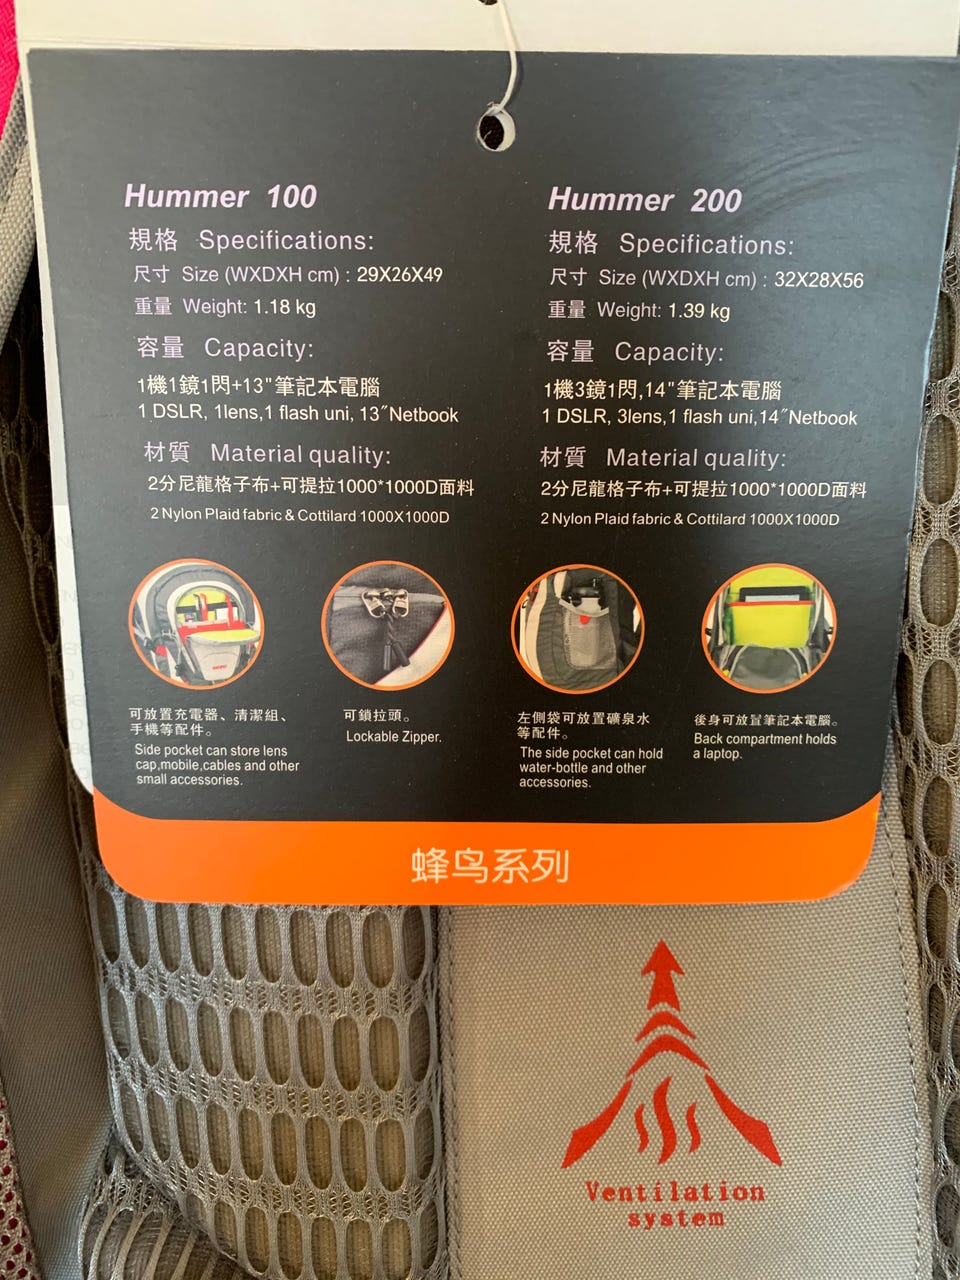 Hummer 100
規格 Specifications:
尺寸 Size (WXDXH cm) : 29X26X49
重量 Weight: 1.18 kg
容量 Capacity:
1機1鏡1閃+13"筆記本電腦
1 DSLR, 1lens,1 flash uni, 13″Netbook
材質 Material quality:
2分尼龍格子布+可提拉1000*1000D面料
2 Nylon Plaid fabric & Cottilard 1000X1000D
Hummer 200
規格 Specifications:
尺寸 Size (WXDXH cm) : 32X28X56
重量 Weight: 1.39 kg
容量 Capacity:
1機3鏡1閃,14"筆記本電腦
1 DSLR, 3lens,1 flash uni,14″Netbook
材質 Material quality:
2分尼龍格子布+可提拉1000*1000D面料
2 Nylon Plaid fabric & Cottilard 1000X1000D
可放置充電器、清潔組、
手機等配件。
Side pocket can store lens
cap,mobile,cables and other
small accessories.
可鎖拉頭。
Lockable Zipper.
左側袋可放置礦泉水
等配件。
The side pocket can hold
water-bottle and other
accessories.
後身可放置筆記本電腦。
Back compartment holds
a laptop.
蜂鸟系列
Ventilation
system